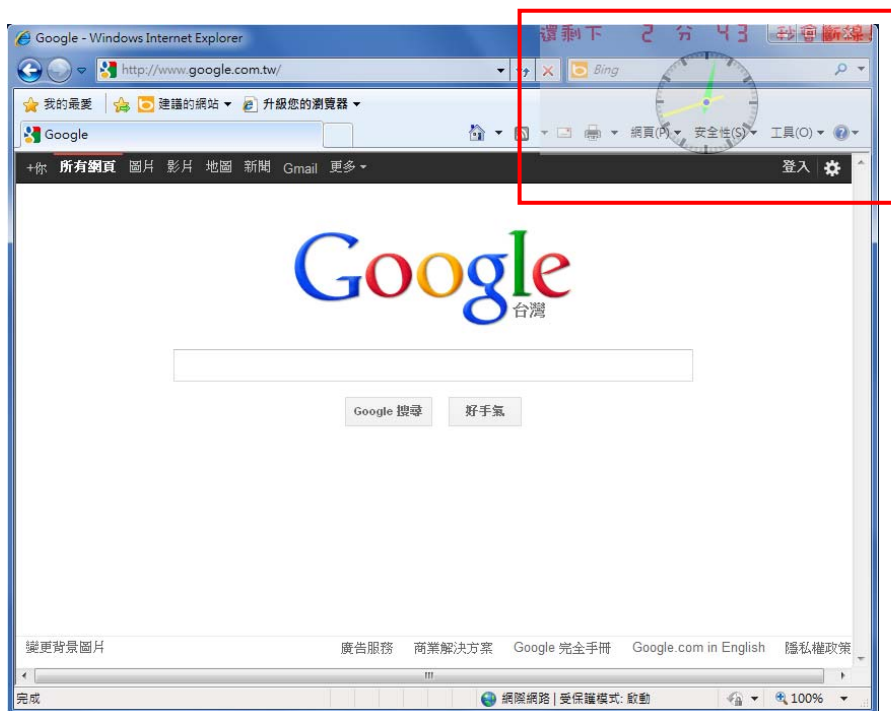 Google - Windows Internet Explorer
還剩下 2 分 43
http://www.google.com.tw/
Bing
我的最愛 建議的網站 升級您的瀏覽器
Google
網頁(P) 安全性(S) 工具(O)
+你 所有網頁 圖片 影片 地圖 新聞 Gmail 更多
登入
Google
台灣
Google 搜尋 好手氣
變更背景圖片 廣告服務 商業解決方案 Google 完全手冊 Google.com in English 隱私權政策
完成 網際網路 | 受保護模式: 啟動 100%